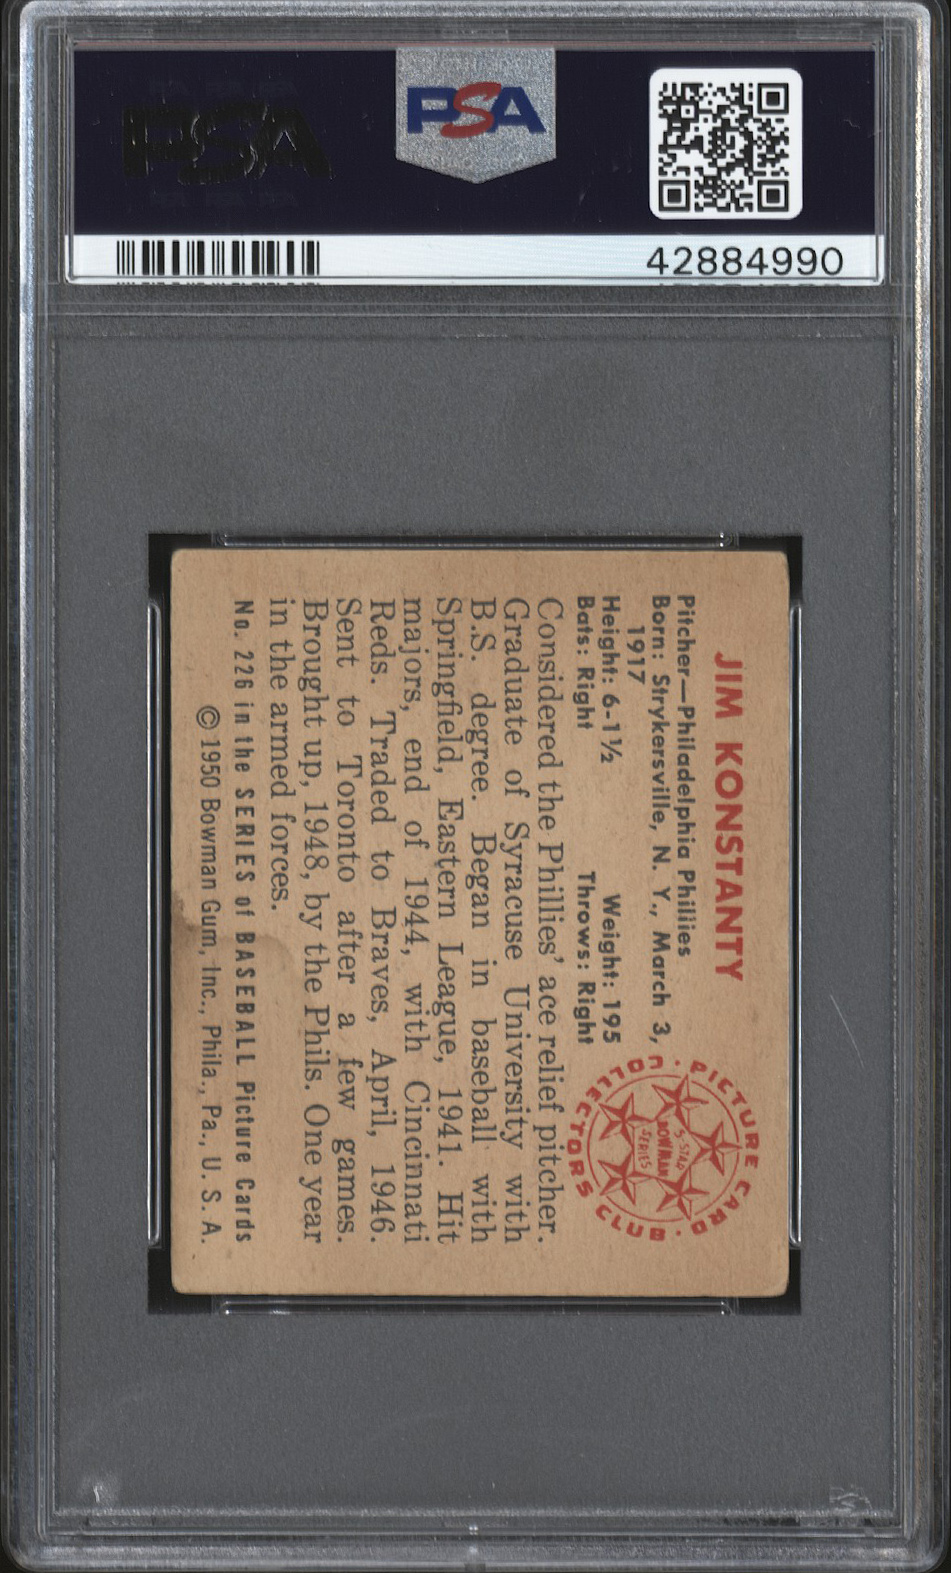 PSA
PSA
42884990
JIM KONSTANTY
Pitcher—Philadelphia Phillies
Born: Strykersville, N. Y., March 3,
1917
Height: 6-1½ Weight: 195
Bats: Right Throws: Right
Considered the Phillies' ace relief pitcher.
Graduate of Syracuse University with
B.S. degree. Began in baseball with
Springfield, Eastern League, 1941. Hit
majors, end of 1944, with Cincinnati
Reds. Traded to Braves, April, 1946.
Sent to Toronto after a few games.
Brought up, 1948, by the Phils. One year
in the armed forces.
No. 226 in the SERIES of BASEBALL Picture Cards
© 1950 Bowman Gum, Inc., Phila., Pa., U. S. A.
PICTURE CARD · COLLECTORS CLUB ·
5-STAR
BOWMAN
SERIES